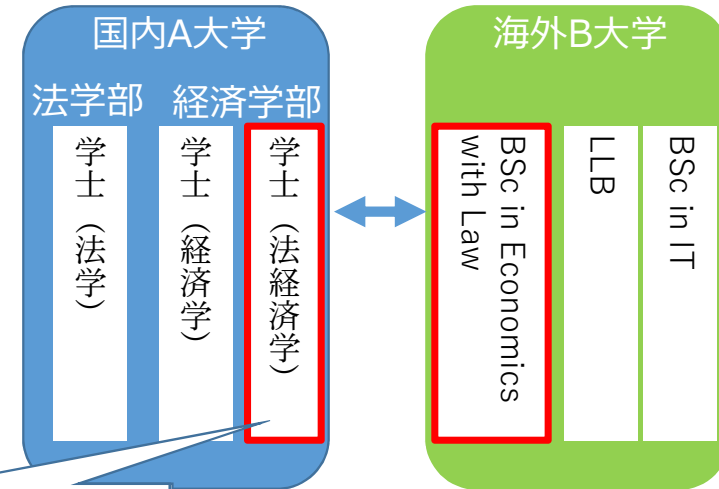 国内A大学
法学部
経済学部
学士（法学）
学士（経済学）
学士（法経済学）
海外B大学
BSc in Economics
with Law
LLB
BSc in IT